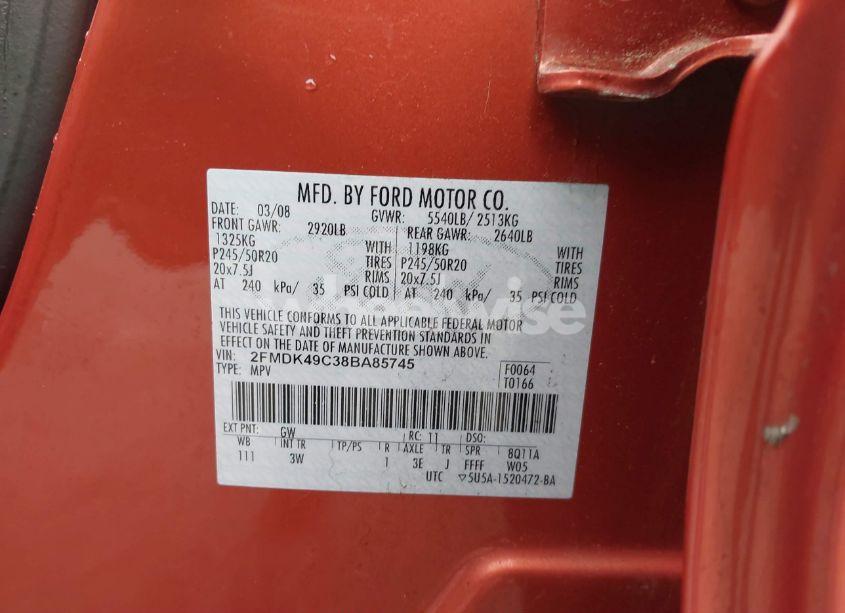 MFD. BY FORD MOTOR CO.
DATE: 03/08 GVWR: 5540LB/ 2513KG
FRONT GAWR: 2920LB REAR GAWR: 2640LB
1325KG WITH 1198KG WITH
P245/50R20 TIRES P245/50R20 TIRES
20x7.5J RIMS 20x7.5J RIMS
AT 240 kPa/ 35 PSI COLD AT 240 kPa/ 35 PSI COLD
THIS VEHICLE CONFORMS TO ALL APPLICABLE FEDERAL MOTOR
VEHICLE SAFETY AND THEFT PREVENTION STANDARDS IN
EFFECT ON THE DATE OF MANUFACTURE SHOWN ABOVE.
VIN: 2FMDK49C38BA85745 F0064
TYPE: MPV T0166
EXT PNT: GW RC: 11 DSO:
WB INT TR TP/PS R AXLE TR SPR 8Q11A
111 3W 1 3E J FFFF W05
UTC ▽5U5A-1520472-BA
wheelwise